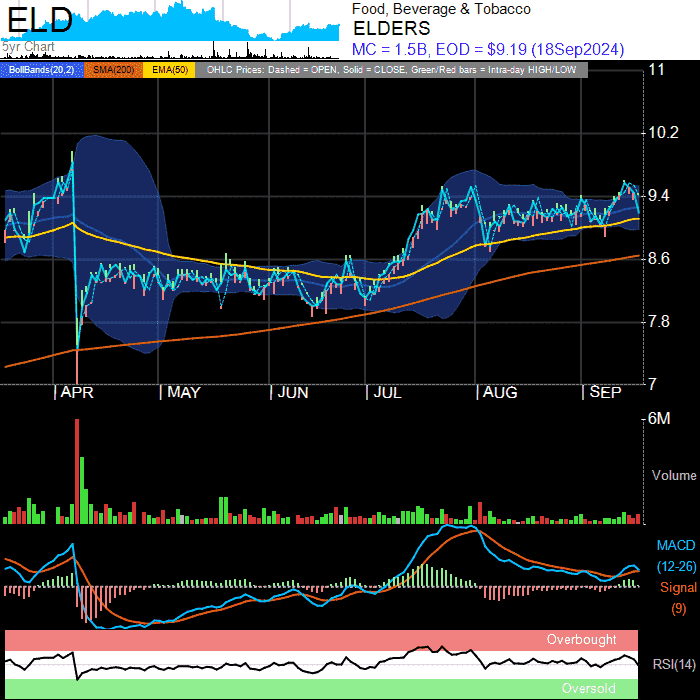 ELD
Food, Beverage & Tobacco
ELDERS
5yr Chart
MC = 1.5B, EOD = $9.19 (18Sep2024)
BollBands(20,2) SMA(200) EMA(50) OHLC Prices: Dashed = OPEN, Solid = CLOSE, Green/Red bars = Intra-day HIGH/LOW
11
10.2
9.4
8.6
7.8
7
APR MAY JUN JUL AUG SEP
6M
Volume
MACD
(12-26)
Signal
(9)
Overbought
RSI(14)
Oversold